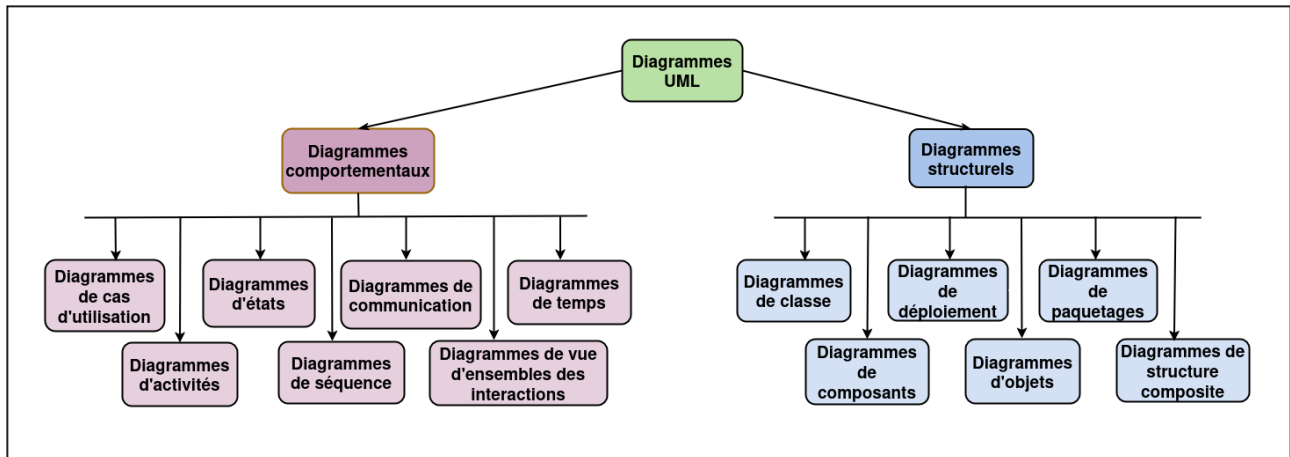 Diagrammes
UML
Diagrammes
comportementaux
Diagrammes
structurels
Diagrammes
de cas
d'utilisation
Diagrammes
d'états
Diagrammes de
communication
Diagrammes
de temps
Diagrammes
d'activités
Diagrammes
de séquence
Diagrammes de vue
d'ensembles des
interactions
Diagrammes
de classe
Diagrammes
de
déploiement
Diagrammes
de
paquetages
Diagrammes
de
composants
Diagrammes
d'objets
Diagrammes de
structure
composite